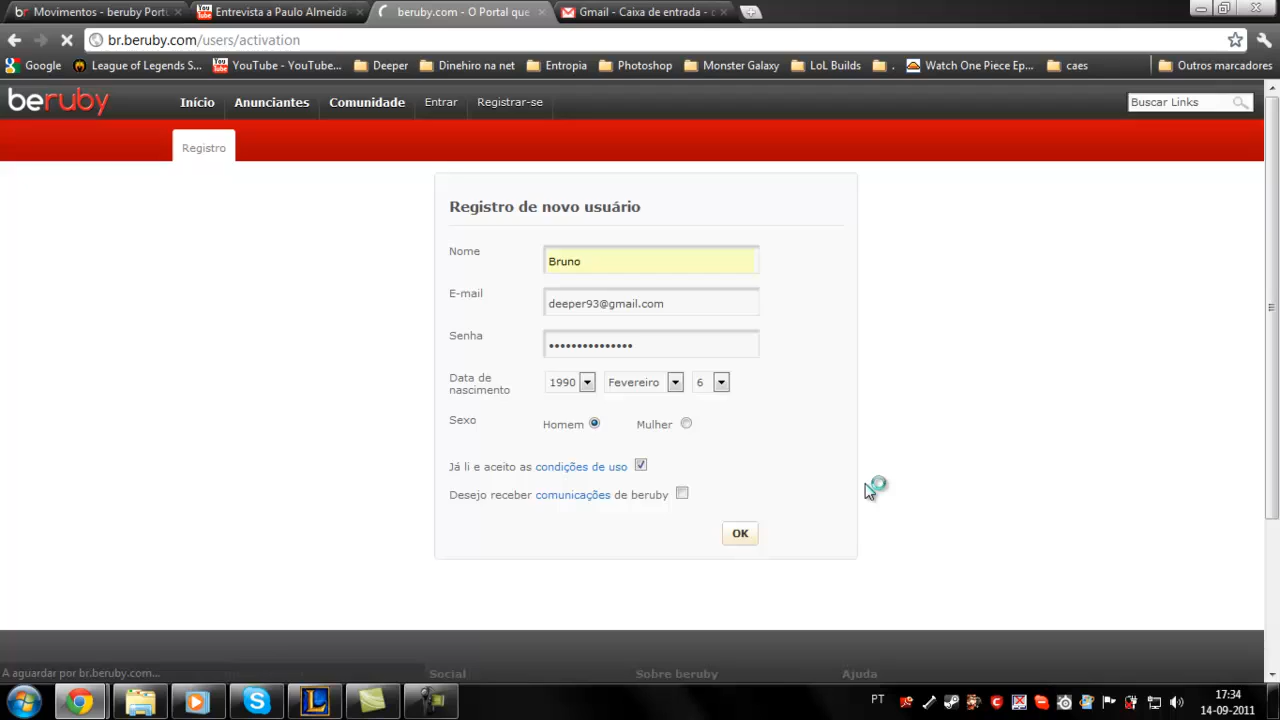 Movimentos - beruby Port
Entrevista a Paulo Almeida
beruby.com - O Portal que
Gmail - Caixa de entrada - d
br.beruby.com/users/activation
Google
League of Legends S...
YouTube - YouTube...
Deeper
Dinehiro na net
Entropia
Photoshop
Monster Galaxy
LoL Builds
.
Watch One Piece Ep...
caes
Outros marcadores
beruby
Início
Anunciantes
Comunidade
Entrar
Registrar-se
Buscar Links
Registro
Registro de novo usuário
Nome
Bruno
E-mail
deeper93@gmail.com
Senha
•••••••••••••••
Data de
nascimento
1990
Fevereiro
6
Sexo
Homem
Mulher
Já li e aceito as condições de uso
Desejo receber comunicações de beruby
OK
A aguardar por br.beruby.com...
Social
Sobre beruby
Ajuda
PT
17:34
14-09-2011